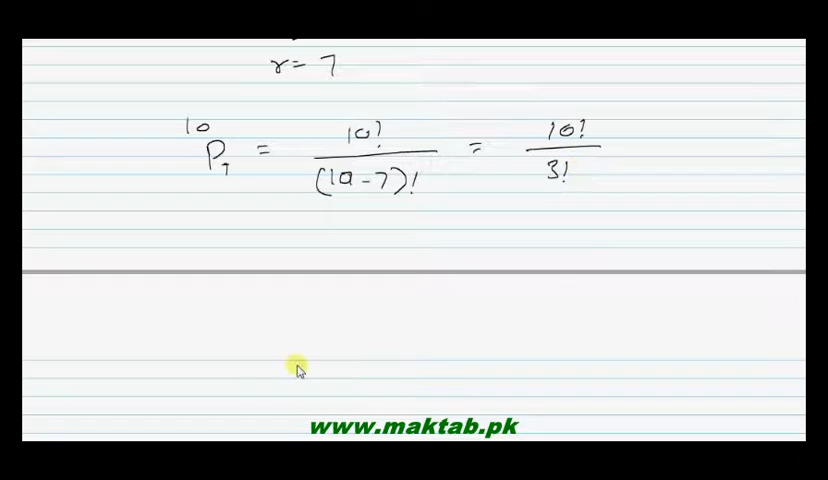 r = 7
¹⁰P₇ = 10! / (10 - 7)! = 10! / 3!
www.maktab.pk